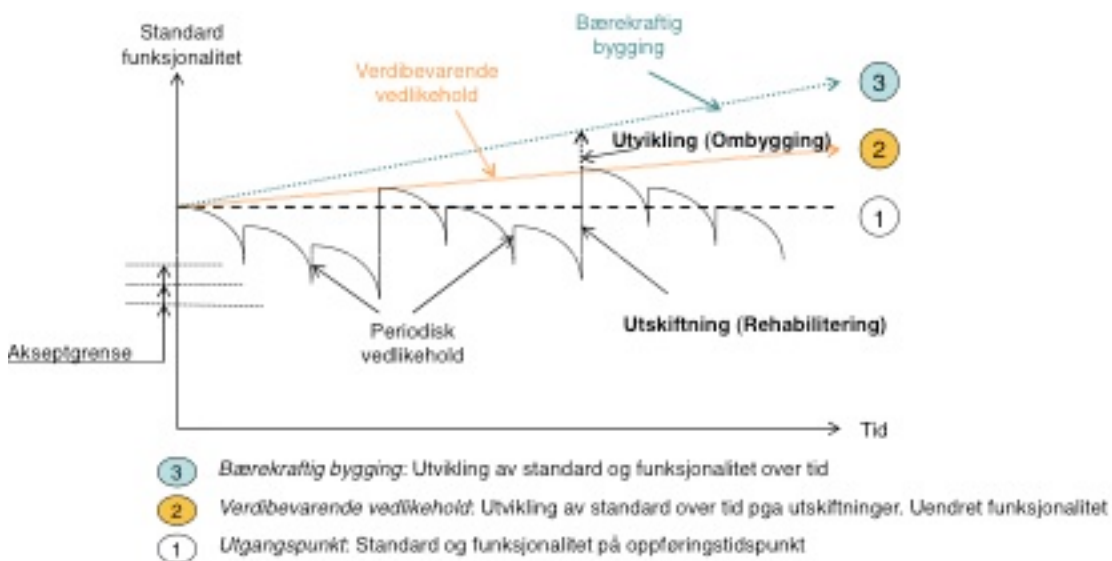 Standard
funksjonalitet
Bærekraftig
bygging
Verdibevarende
vedlikehold
3
Utvikling (Ombygging)
2
1
Periodisk
vedlikehold
Utskiftning (Rehabilitering)
Akseptgrense
Tid
3 Bærekraftig bygging: Utvikling av standard og funksjonalitet over tid
2 Verdibevarende vedlikehold: Utvikling av standard over tid pga utskiftninger. Uendret funksjonalitet
1 Utgangspunkt: Standard og funksjonalitet på oppføringstidspunkt